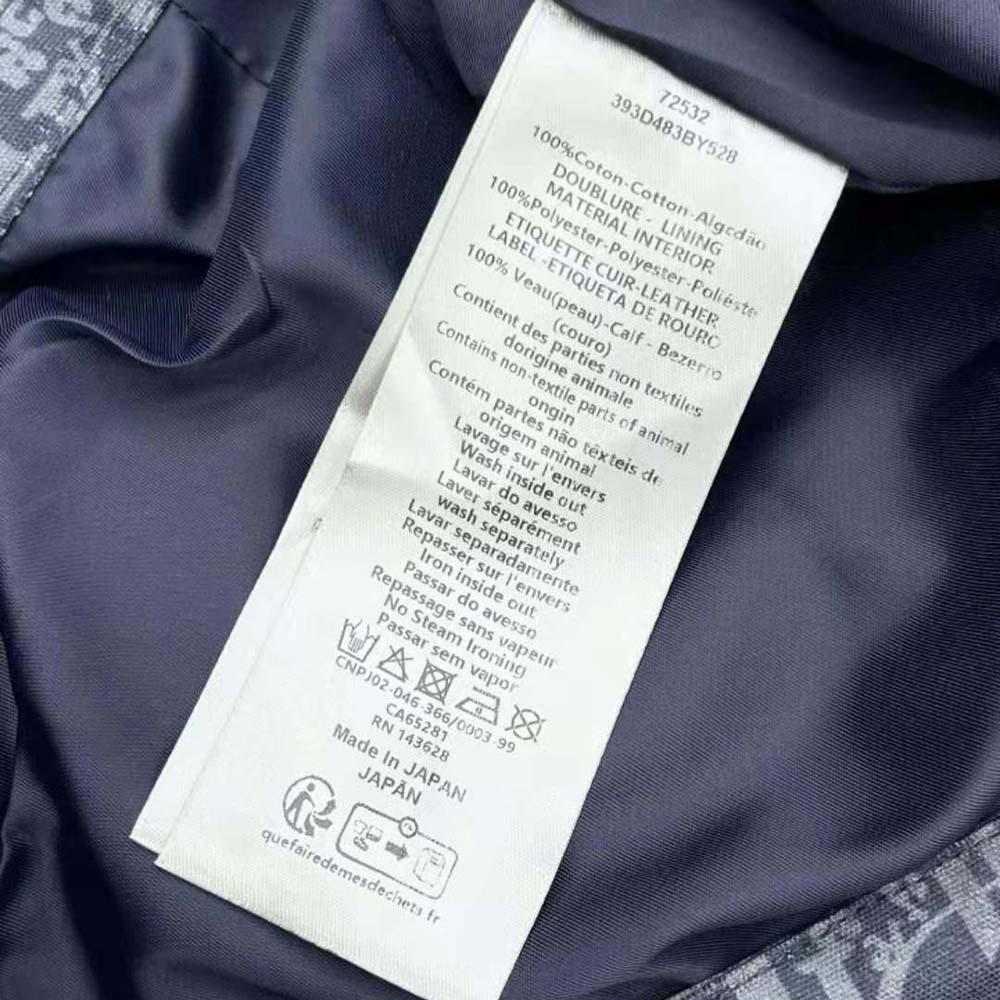 72532
393D483BY528
100%Coton-Cotton-Algodão
DOUBLURE - LINING
MATERIAL INTERIOR
100%Polyester-Polyester-Poliéster
ETIQUETTE CUIR-LEATHER
LABEL -ETIQUETA DE ROURO
100% Veau(peau)-Calf - Bezerro
(couro)
Contient des parties non textiles
dorigine animale
Contains non-textile parts of animal
origin
Contém partes não têxteis de
origem animal
Lavage sur l'envers
Wash inside out
Lavar do avesso
Laver séparément
wash separately
Lavar separadamente
Repasser sur l'envers
Iron inside out
Passar do avesso
Repassage sans vapeur
No Steam Ironing
Passar sem vapor
CNPJ02-046-366/0003-99
CA65281
RN 143628
Made In JAPAN
JAPÃN
FR
quefairedemesdechets.fr